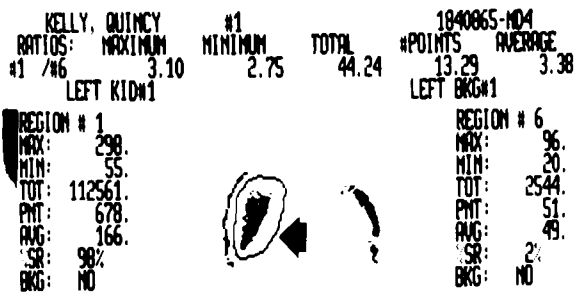 KELLY, QUINCY #1 1840865-MD4
RATIOS: MAXIMUM MINIMUM TOTAL #POINTS AVERAGE
#1 /#6 3.10 2.75 44.24 13.29 3.38
LEFT KID#1 LEFT BKG#1
REGION # 1
MAX: 298.
MIN: 55.
TOT: 112561.
PNT: 678.
AVG: 166.
SR: 98%
BKG: NO
REGION # 6
MAX: 96.
MIN: 20.
TOT: 2544.
PNT: 51.
AVG: 49.
SR: 2%
BKG: NO